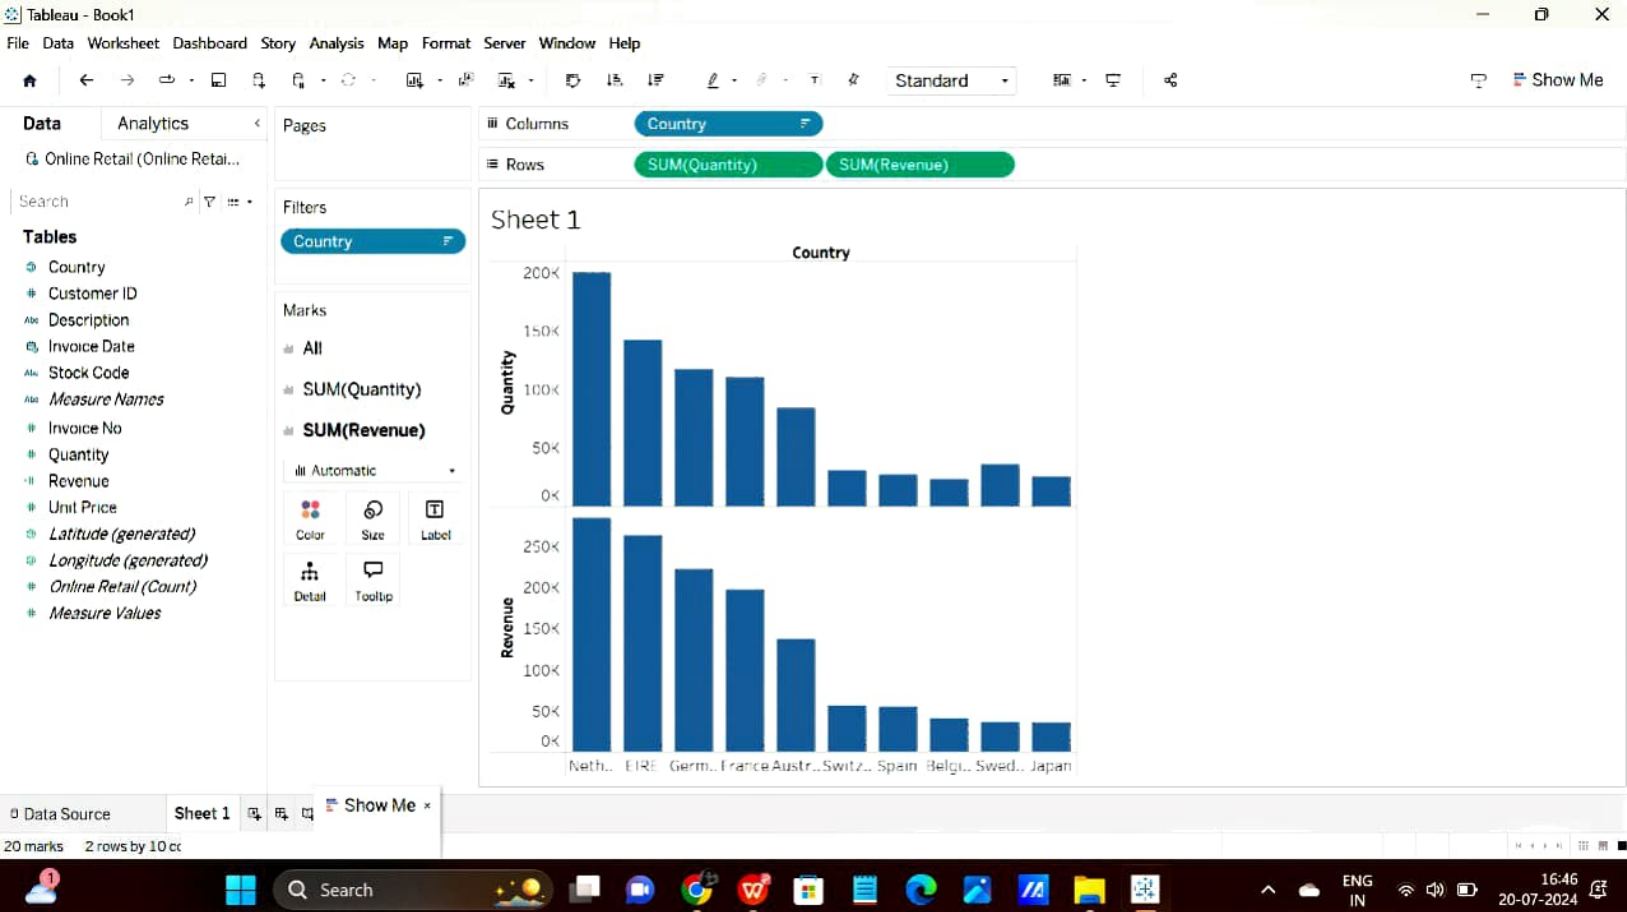 Tableau - Book1
File Data Worksheet Dashboard Story Analysis Map Format Server Window Help
Standard
Show Me
Data Analytics
Online Retail (Online Retai...
Search
Tables
Country
Customer ID
Abc Description
Invoice Date
Abc Stock Code
Abc Measure Names
Invoice No
Quantity
Revenue
Unit Price
Latitude (generated)
Longitude (generated)
Online Retail (Count)
Measure Values
Pages
Filters
Country
Marks
All
SUM(Quantity)
SUM(Revenue)
Automatic
Color Size Label
Detail Tooltip
Columns Country
Rows SUM(Quantity) SUM(Revenue)
Sheet 1
Country
Quantity
200K
150K
100K
50K
0K
Revenue
250K
200K
150K
100K
50K
0K
Neth.. EIRE Germ.. France Austr.. Switz.. Spain Belgi.. Swed.. Japan
Data Source Sheet 1 Show Me ×
20 marks 2 rows by 10 cc
1
Search
ENG
IN
16:46
20-07-2024